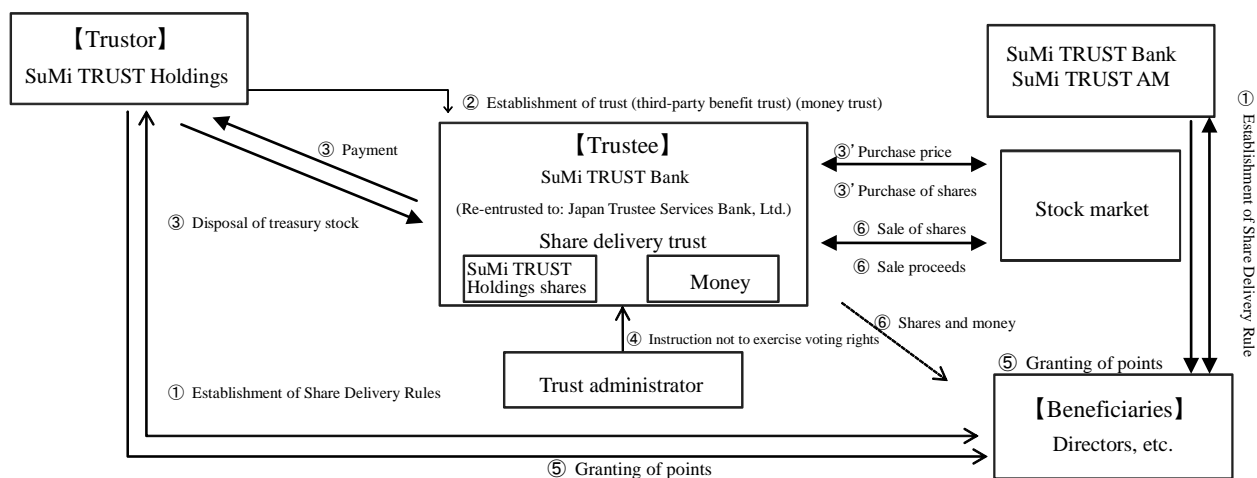 【Trustor】
SuMi TRUST Holdings
SuMi TRUST Bank
SuMi TRUST AM
② Establishment of trust (third-party benefit trust) (money trust)
① Establishment of Share Delivery Rule
③ Payment
③ Disposal of treasury stock
【Trustee】
SuMi TRUST Bank
(Re-entrusted to: Japan Trustee Services Bank, Ltd.)
Share delivery trust
SuMi TRUST
Holdings shares
Money
③’ Purchase price
③’ Purchase of shares
⑥ Sale of shares
⑥ Sale proceeds
Stock market
⑥ Shares and money
④ Instruction not to exercise voting rights
Trust administrator
⑤ Granting of points
① Establishment of Share Delivery Rules
【Beneficiaries】
Directors, etc.
⑤ Granting of points